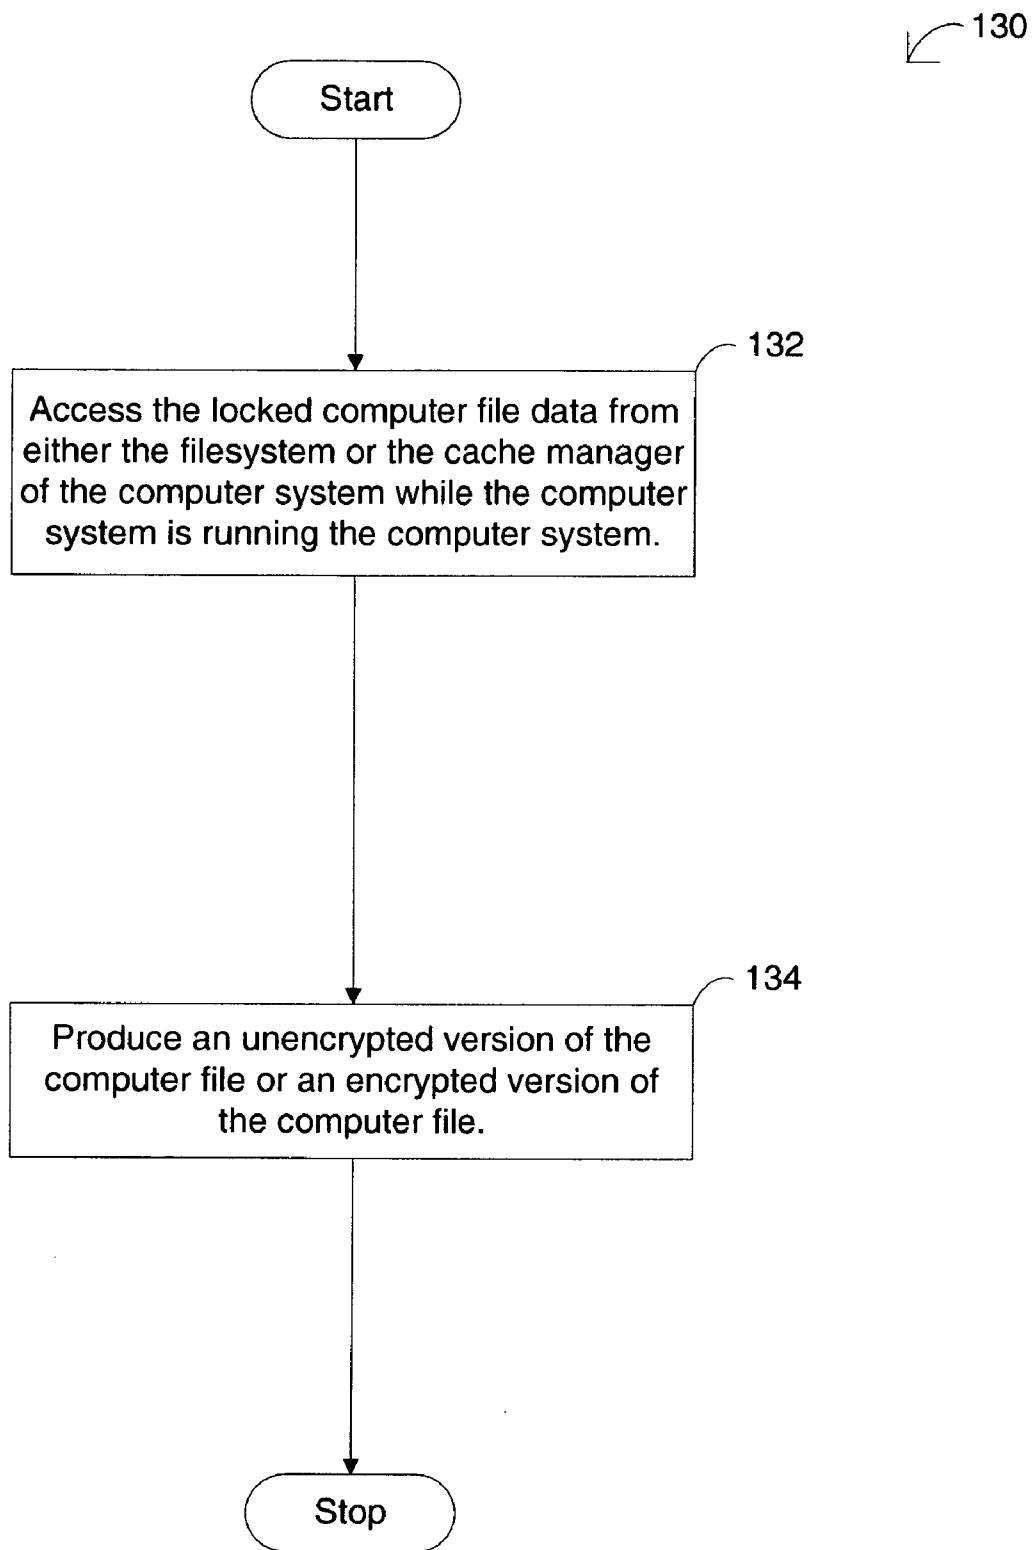 130
Start
132
Access the locked computer file data from
either the filesystem or the cache manager
of the computer system while the computer
system is running the computer system.
134
Produce an unencrypted version of the
computer file or an encrypted version of
the computer file.
Stop